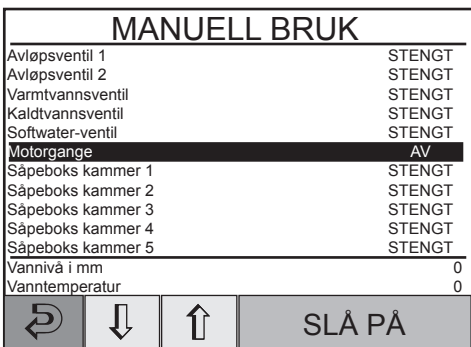 MANUELL BRUK
Avløpsventil 1 STENGT
Avløpsventil 2 STENGT
Varmtvannsventil STENGT
Kaldtvannsventil STENGT
Softwater-ventil STENGT
Motorgange AV
Såpeboks kammer 1 STENGT
Såpeboks kammer 2 STENGT
Såpeboks kammer 3 STENGT
Såpeboks kammer 4 STENGT
Såpeboks kammer 5 STENGT
Vannivå i mm 0
Vanntemperatur 0
SLÅ PÅ